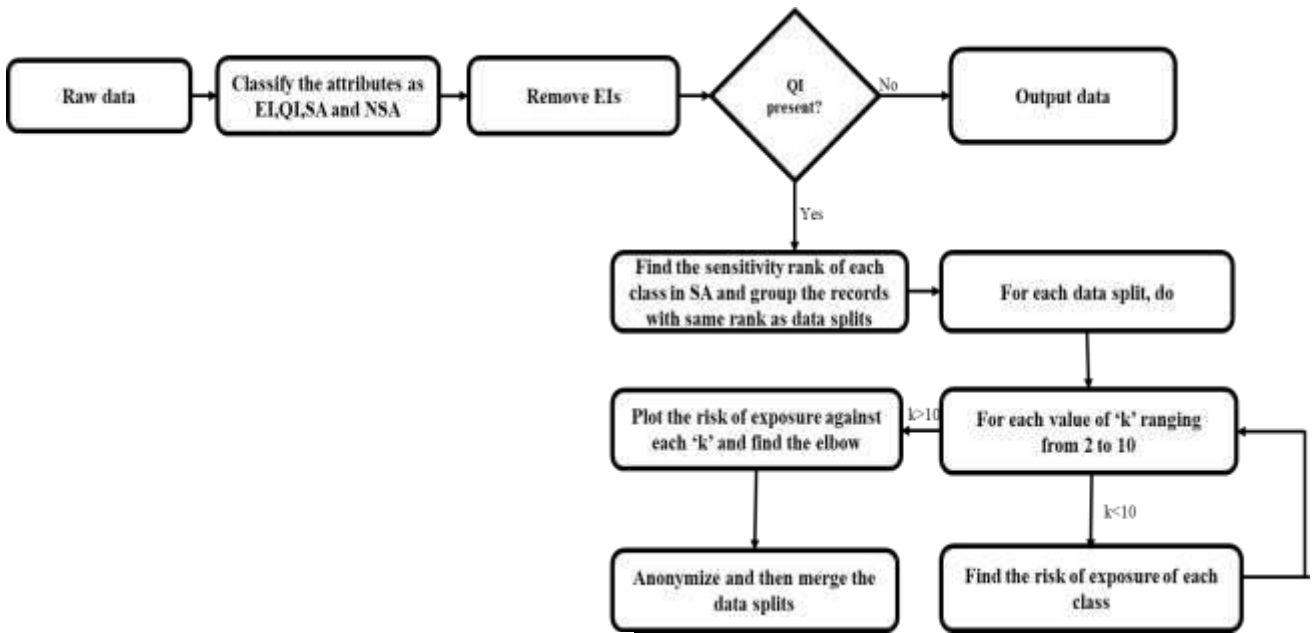 Raw data
Classify the attributes as
EI,QI,SA and NSA
Remove EIs
QI
present?
No
Output data
Yes
Find the sensitivity rank of each
class in SA and group the records
with same rank as data splits
For each data split, do
Plot the risk of exposure against
each ‘k’ and find the elbow
k>10
For each value of ‘k’ ranging
from 2 to 10
k<10
Anonymize and then merge the
data splits
Find the risk of exposure of each
class